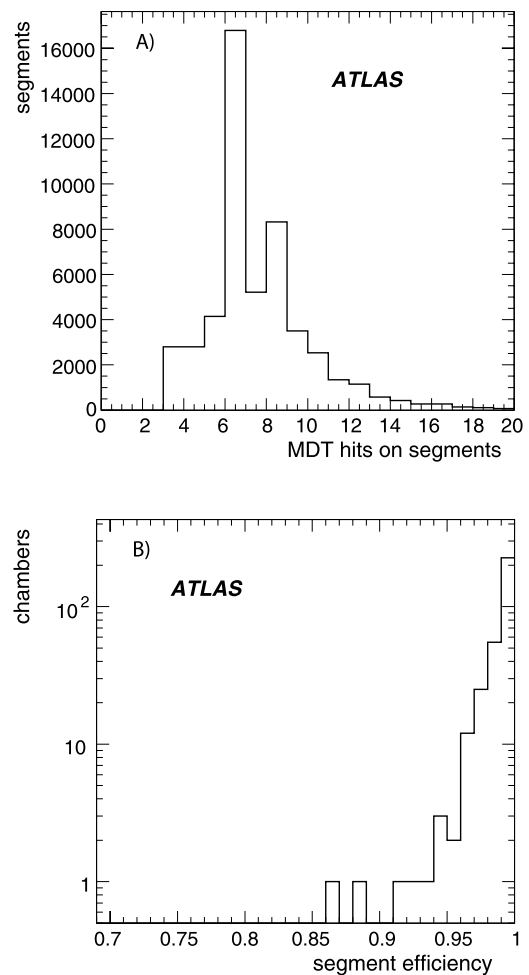 segments
A)
ATLAS
16000
14000
12000
10000
8000
6000
4000
2000
0
0 2 4 6 8 10 12 14 16 18 20
MDT hits on segments
chambers
B)
ATLAS
10²
10
1
0.7 0.75 0.8 0.85 0.9 0.95 1
segment efficiency